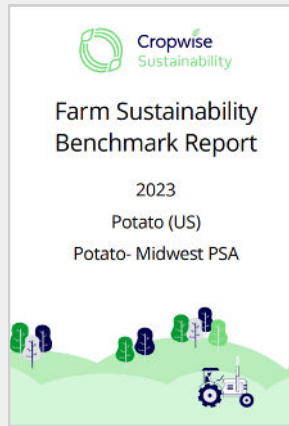 Cropwise
Sustainability
Farm Sustainability
Benchmark Report
2023
Potato (US)
Potato- Midwest PSA